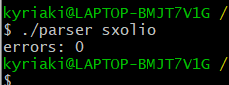 kyriaki@LAPTOP-BMJT7V1G /
$ ./parser sxolio
errors: 0
kyriaki@LAPTOP-BMJT7V1G /
$